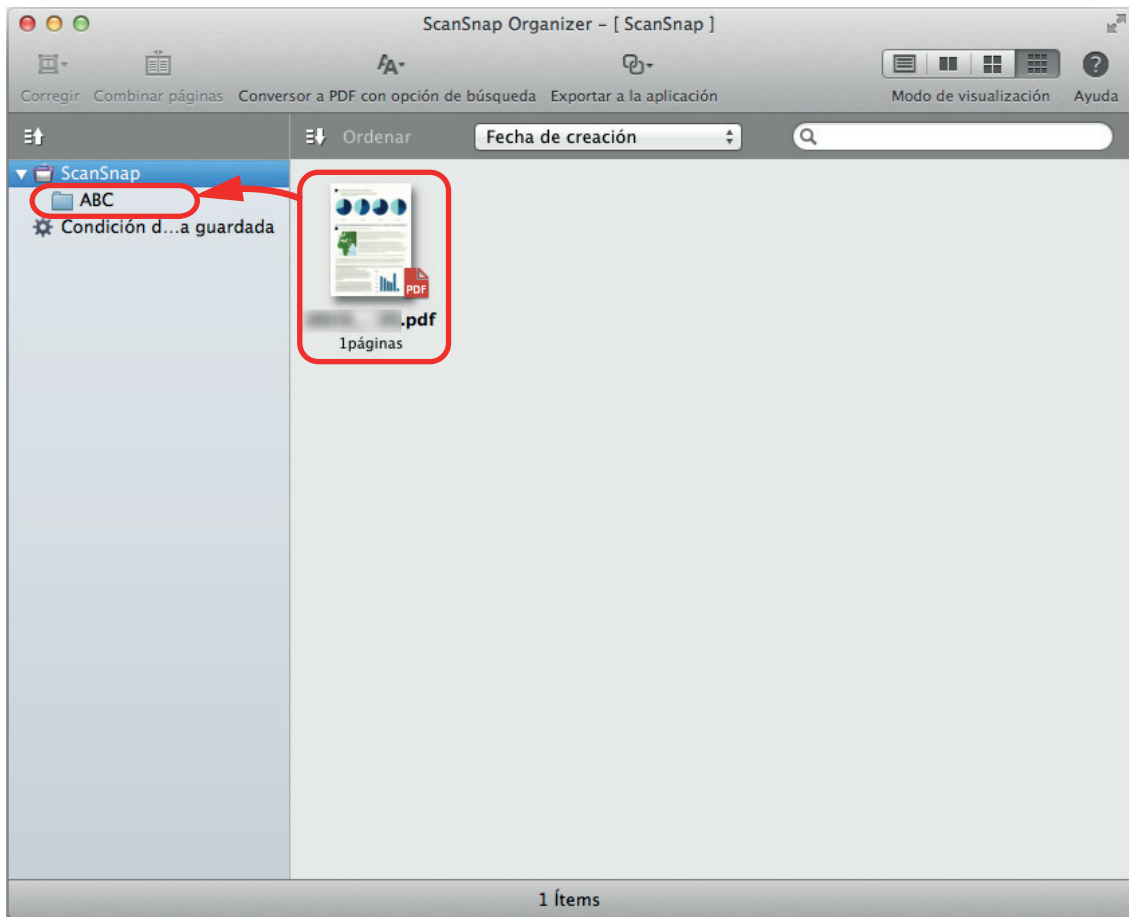 ScanSnap Organizer – [ ScanSnap ]
Corregir Combinar páginas Conversor a PDF con opción de búsqueda Exportar a la aplicación Modo de visualización Ayuda
Ordenar Fecha de creación
ScanSnap
ABC
Condición d...a guardada
PDF
.pdf
1páginas
1 Ítems